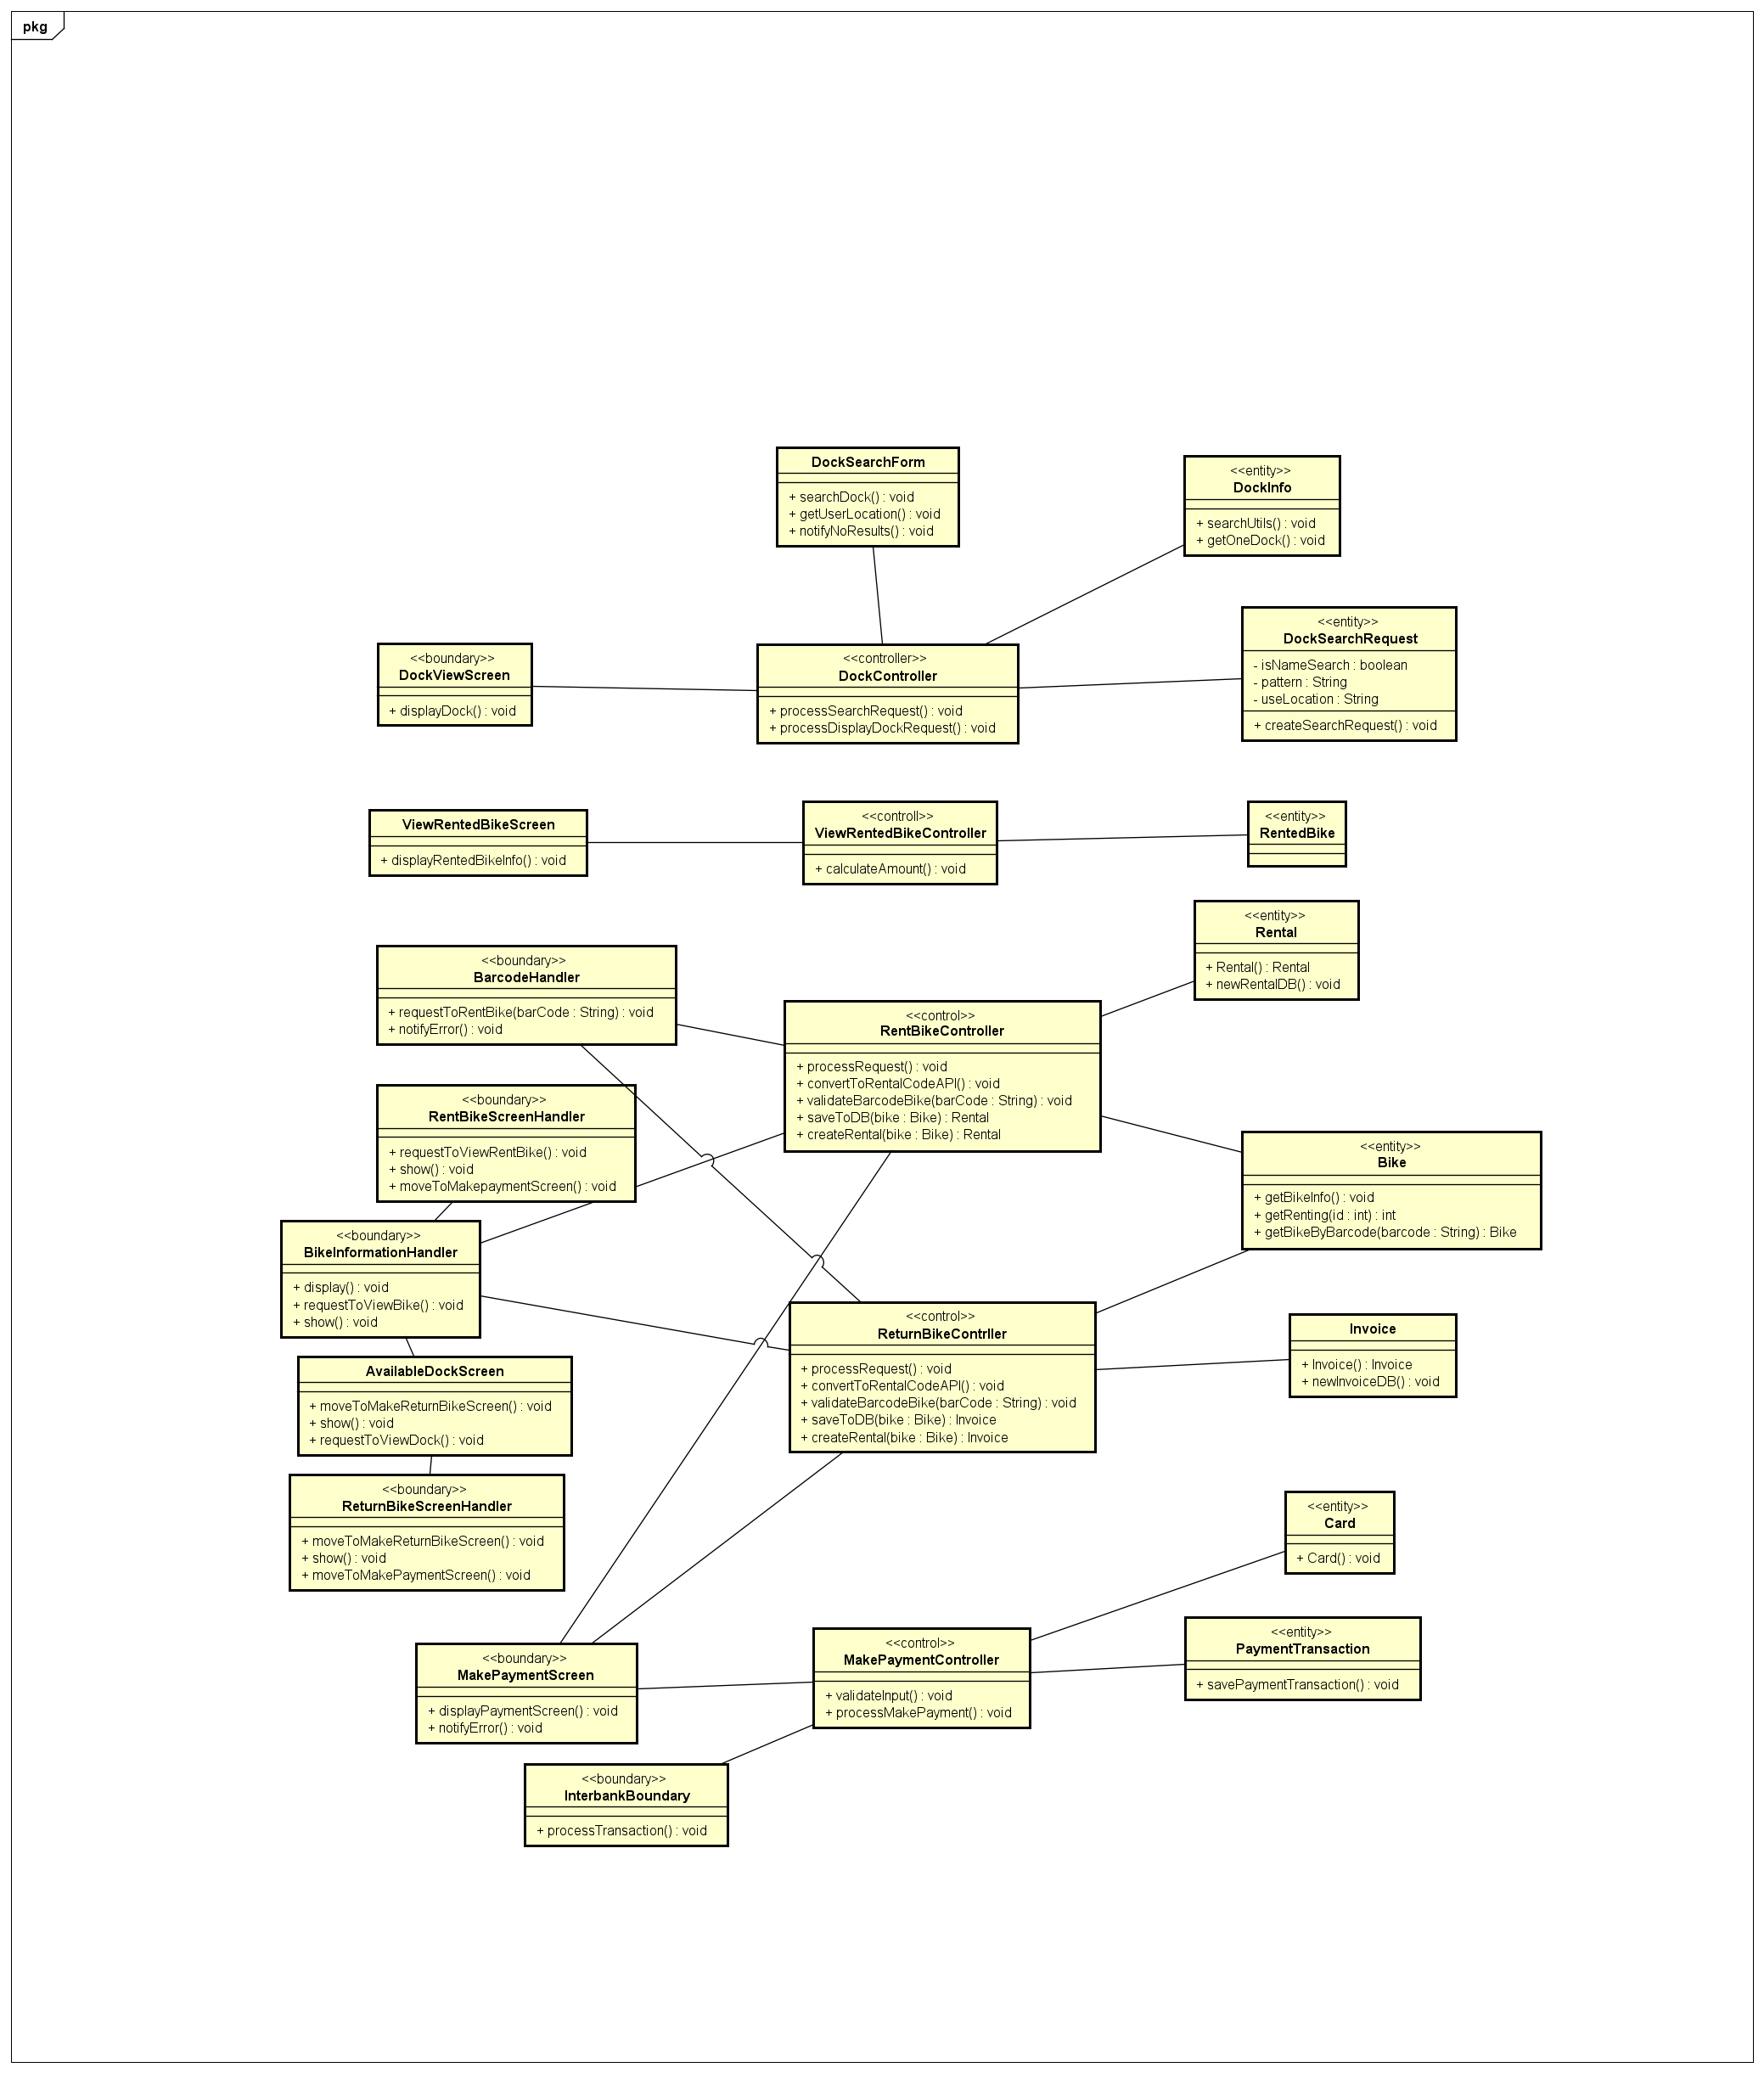 pkg
DockSearchForm
+ searchDock() : void
+ getUserLocation() : void
+ notifyNoResults() : void
<<entity>>
DockInfo
+ searchUtils() : void
+ getOneDock() : void
<<boundary>>
DockViewScreen
+ displayDock() : void
<<controller>>
DockController
+ processSearchRequest() : void
+ processDisplayDockRequest() : void
<<entity>>
DockSearchRequest
- isNameSearch : boolean
- pattern : String
- useLocation : String
+ createSearchRequest() : void
ViewRentedBikeScreen
+ displayRentedBikeInfo() : void
<<controll>>
ViewRentedBikeController
+ calculateAmount() : void
<<entity>>
RentedBike
<<entity>>
Rental
+ Rental() : Rental
+ newRentalDB() : void
<<boundary>>
BarcodeHandler
+ requestToRentBike(barCode : String) : void
+ notifyError() : void
<<control>>
RentBikeController
+ processRequest() : void
+ convertToRentalCodeAPI() : void
+ validateBarcodeBike(barCode : String) : void
+ saveToDB(bike : Bike) : Rental
+ createRental(bike : Bike) : Rental
<<boundary>>
RentBikeScreenHandler
+ requestToViewRentBike() : void
+ show() : void
+ moveToMakepaymentScreen() : void
<<entity>>
Bike
+ getBikeInfo() : void
+ getRenting(id : int) : int
+ getBikeByBarcode(barcode : String) : Bike
<<boundary>>
BikeInformationHandler
+ display() : void
+ requestToViewBike() : void
+ show() : void
<<control>>
ReturnBikeContrller
+ processRequest() : void
+ convertToRentalCodeAPI() : void
+ validateBarcodeBike(barCode : String) : void
+ saveToDB(bike : Bike) : Invoice
+ createRental(bike : Bike) : Invoice
Invoice
+ Invoice() : Invoice
+ newInvoiceDB() : void
AvailableDockScreen
+ moveToMakeReturnBikeScreen() : void
+ show() : void
+ requestToViewDock() : void
<<boundary>>
ReturnBikeScreenHandler
+ moveToMakeReturnBikeScreen() : void
+ show() : void
+ moveToMakePaymentScreen() : void
<<entity>>
Card
+ Card() : void
<<boundary>>
MakePaymentScreen
+ displayPaymentScreen() : void
+ notifyError() : void
<<control>>
MakePaymentController
+ validateInput() : void
+ processMakePayment() : void
<<entity>>
PaymentTransaction
+ savePaymentTransaction() : void
<<boundary>>
InterbankBoundary
+ processTransaction() : void